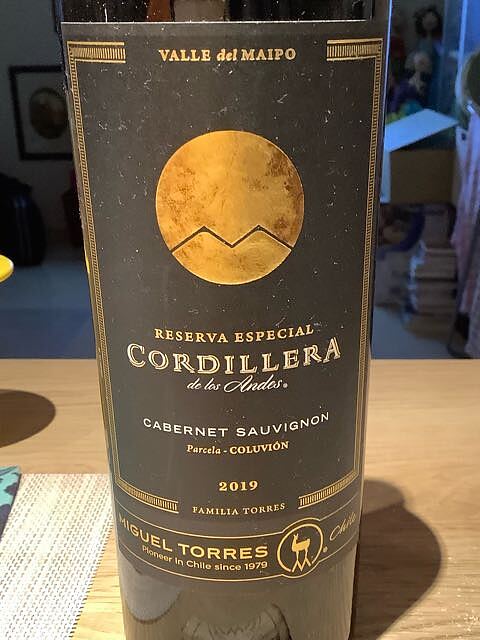 VALLE del MAIPO
RESERVA ESPECIAL
CORDILLERA
de los Andes®
CABERNET SAUVIGNON
Parcela - COLUVIÓN
2019
FAMILIA TORRES
MIGUEL TORRES
Pioneer in Chile since 1979
®
Chile